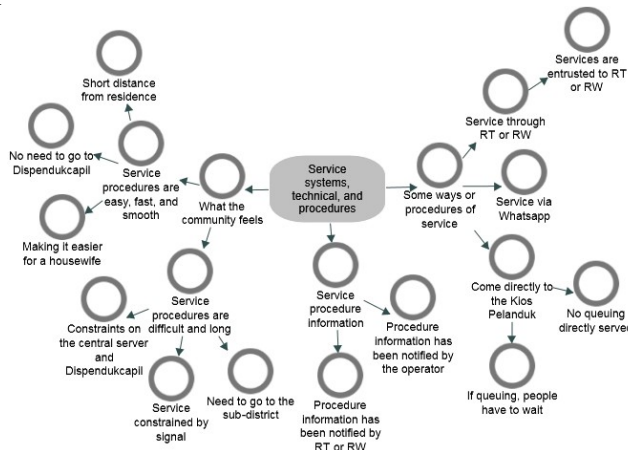 Services are
entrusted to RT
or RW
Short distance
from residence
Service through
RT or RW
No need to go to
Dispendukcapil
Service
procedures are
easy, fast, and
smooth
What the
community feels
Service
systems,
technical, and
procedures
Some ways or
procedures of
service
Service via
Whatsapp
Making it easier
for a housewife
Service
procedures are
difficult and long
Service
procedure
information
Come directly to
the Kios
Pelanduk
No queuing
directly serve
Constraints on
the central server
and
Dispendukcapil
Procedure
information has
been notified by
the operator
Service
constrained by
signal
Need to go to the
sub-district
Procedure
information has
been notified by
RT or RW
If queuing, people
have to wait